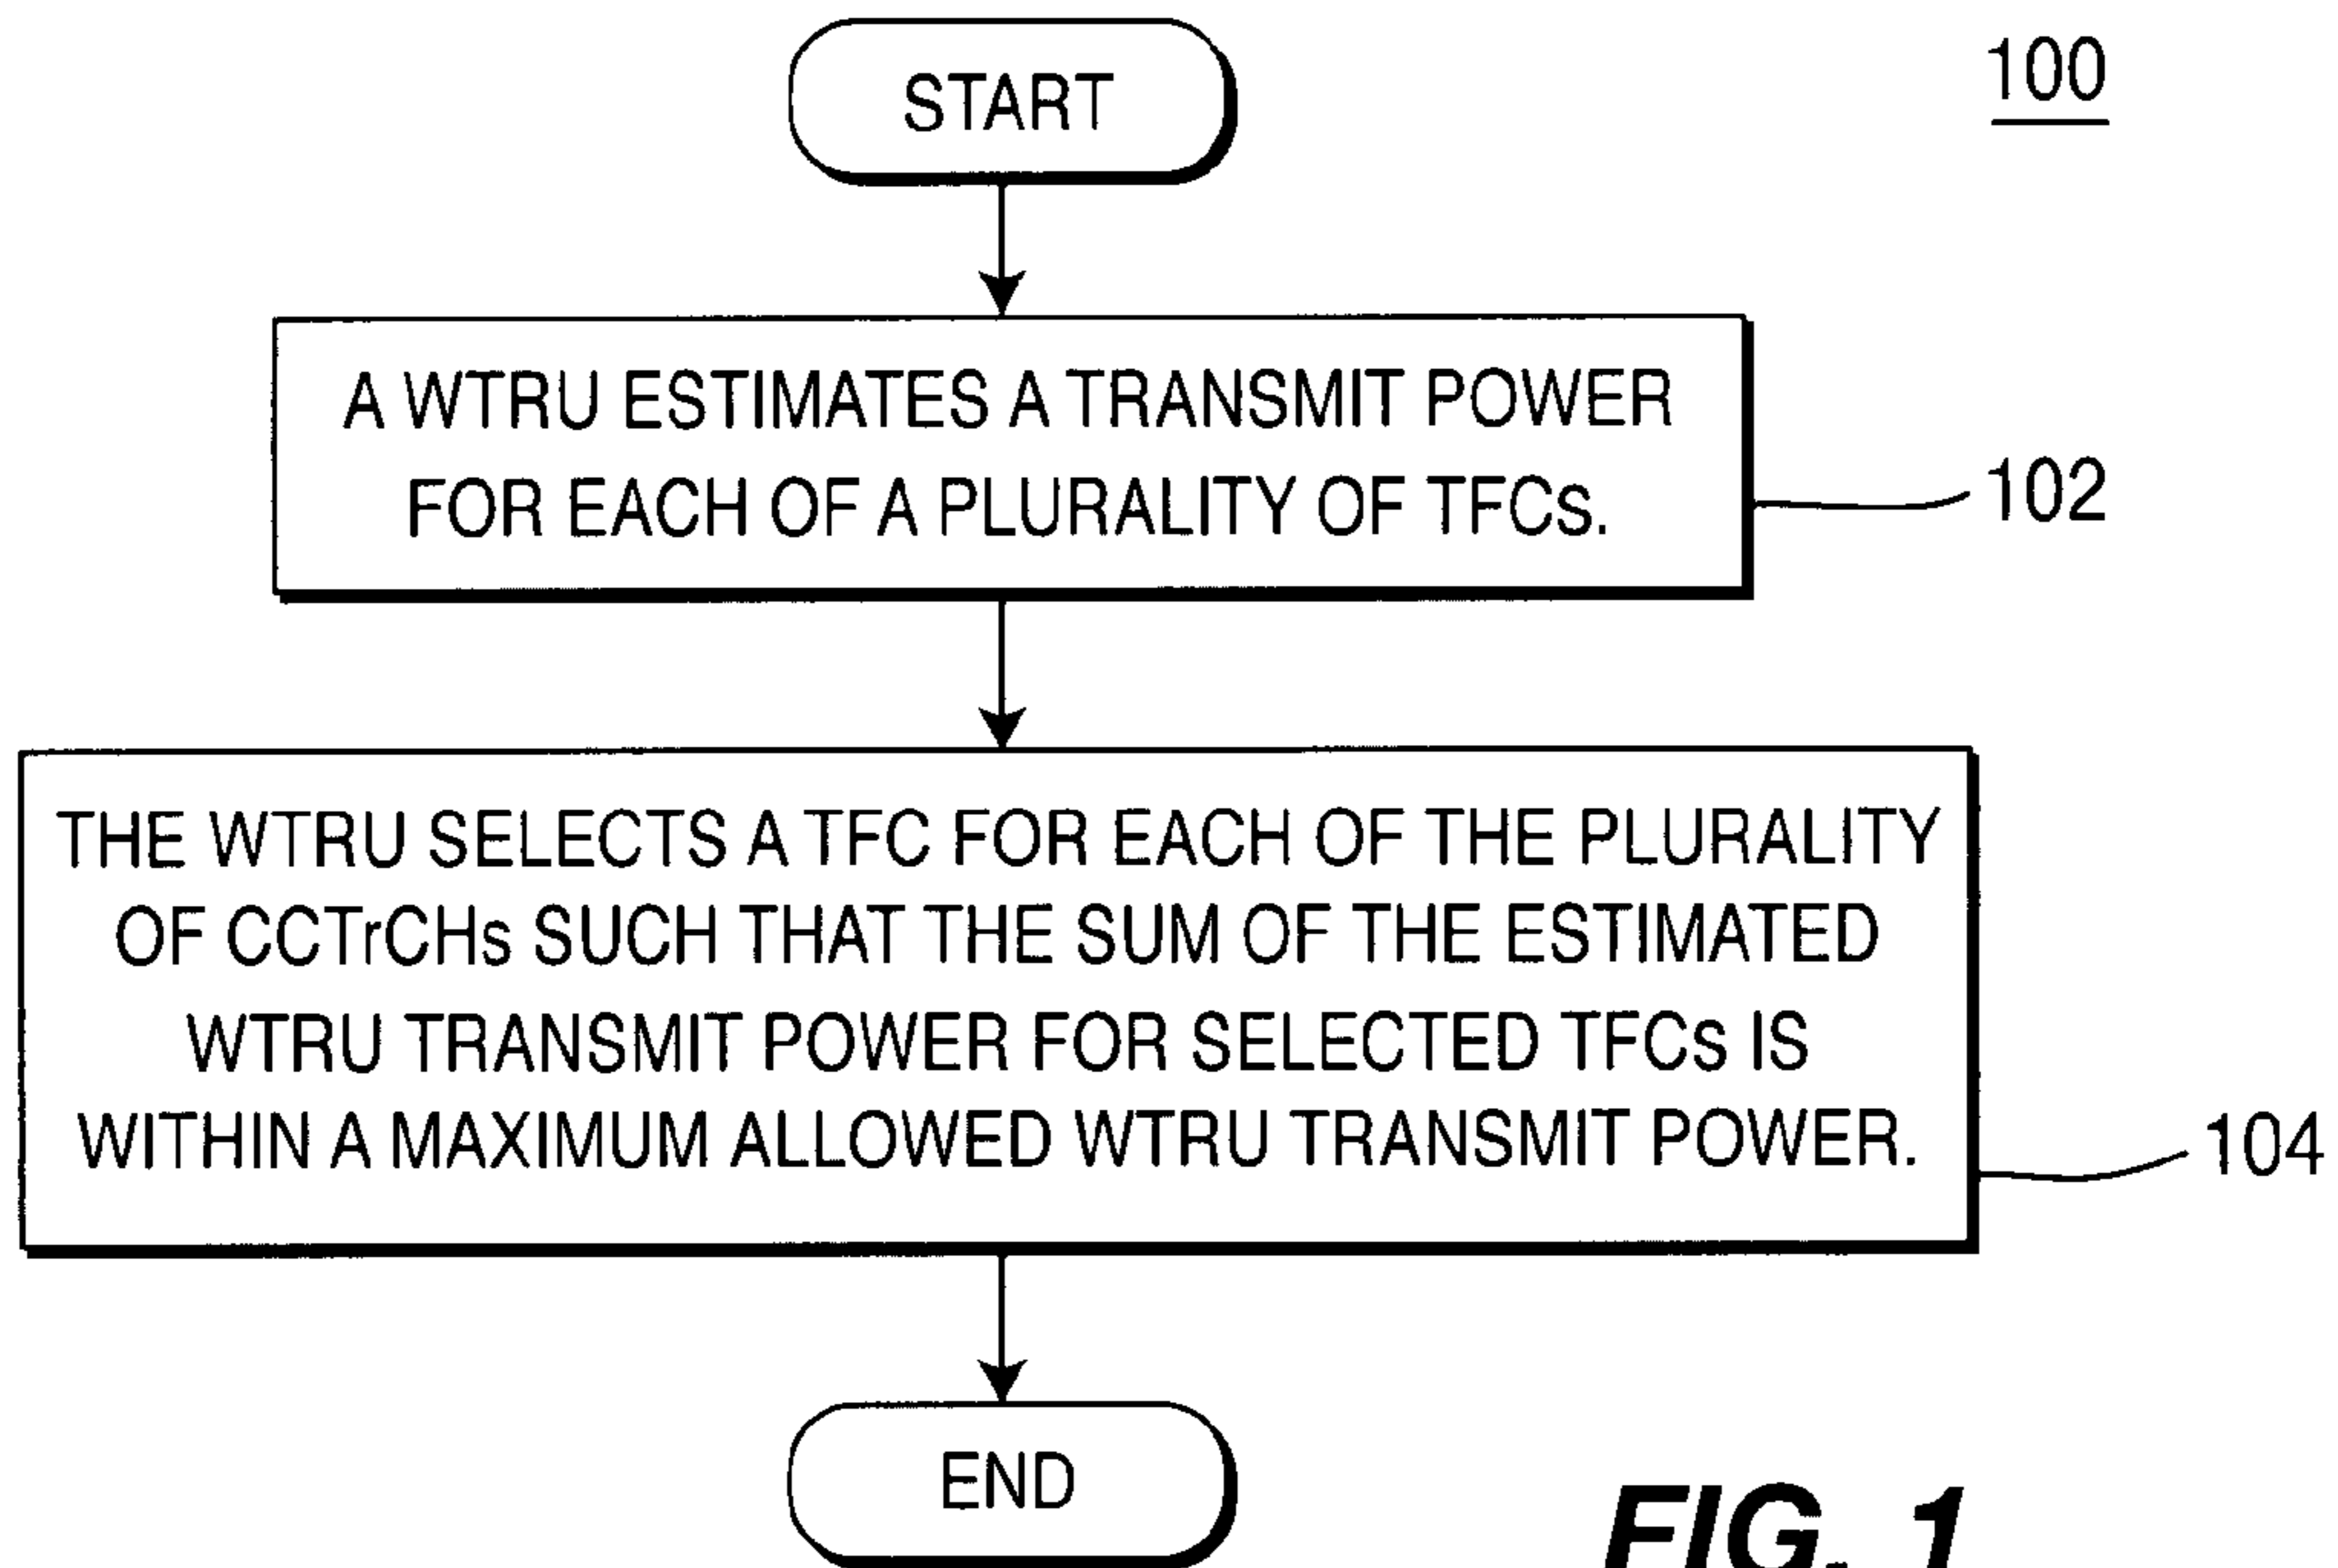 START
100
A WTRU ESTIMATES A TRANSMIT POWER
FOR EACH OF A PLURALITY OF TFCs.
102
THE WTRU SELECTS A TFC FOR EACH OF THE PLURALITY
OF CCTrCHs SUCH THAT THE SUM OF THE ESTIMATED
WTRU TRANSMIT POWER FOR SELECTED TFCs IS
WITHIN A MAXIMUM ALLOWED WTRU TRANSMIT POWER.
104
END
FIG. 1